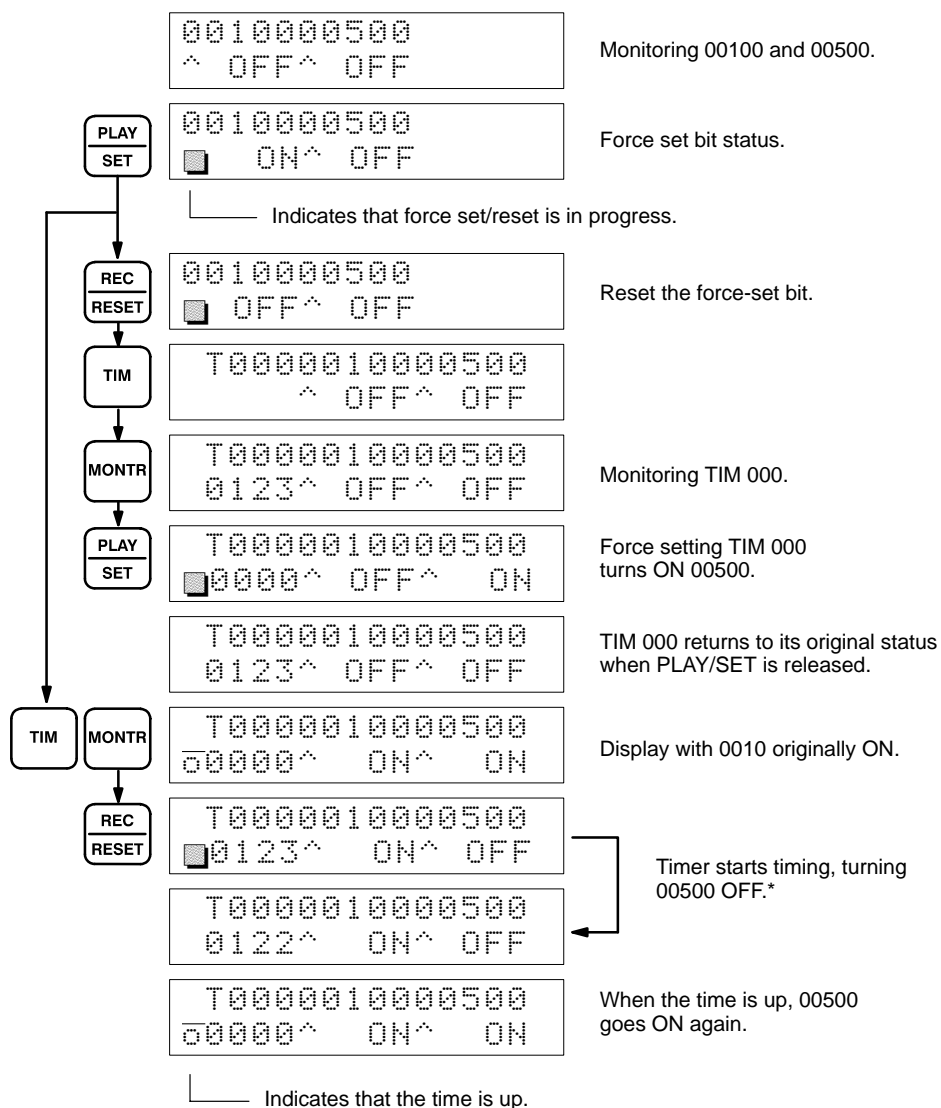 0010000500
^ OFF^ OFF
Monitoring 00100 and 00500.
PLAY
SET
0010000500
ON^ OFF
Force set bit status.
Indicates that force set/reset is in progress.
REC
RESET
0010000500
OFF^ OFF
Reset the force-set bit.
TIM
T0000010000500
^ OFF^ OFF
MONTR
T0000010000500
0123^ OFF^ OFF
Monitoring TIM 000.
PLAY
SET
T0000010000500
0000^ OFF^ ON
Force setting TIM 000
turns ON 00500.
T0000010000500
0123^ OFF^ OFF
TIM 000 returns to its original status
when PLAY/SET is released.
TIM
MONTR
T0000010000500
o̅0000^ ON^ ON
Display with 0010 originally ON.
REC
RESET
T0000010000500
0123^ ON^ OFF
Timer starts timing, turning
00500 OFF.*
T0000010000500
0122^ ON^ OFF
T0000010000500
o̅0000^ ON^ ON
When the time is up, 00500
goes ON again.
Indicates that the time is up.